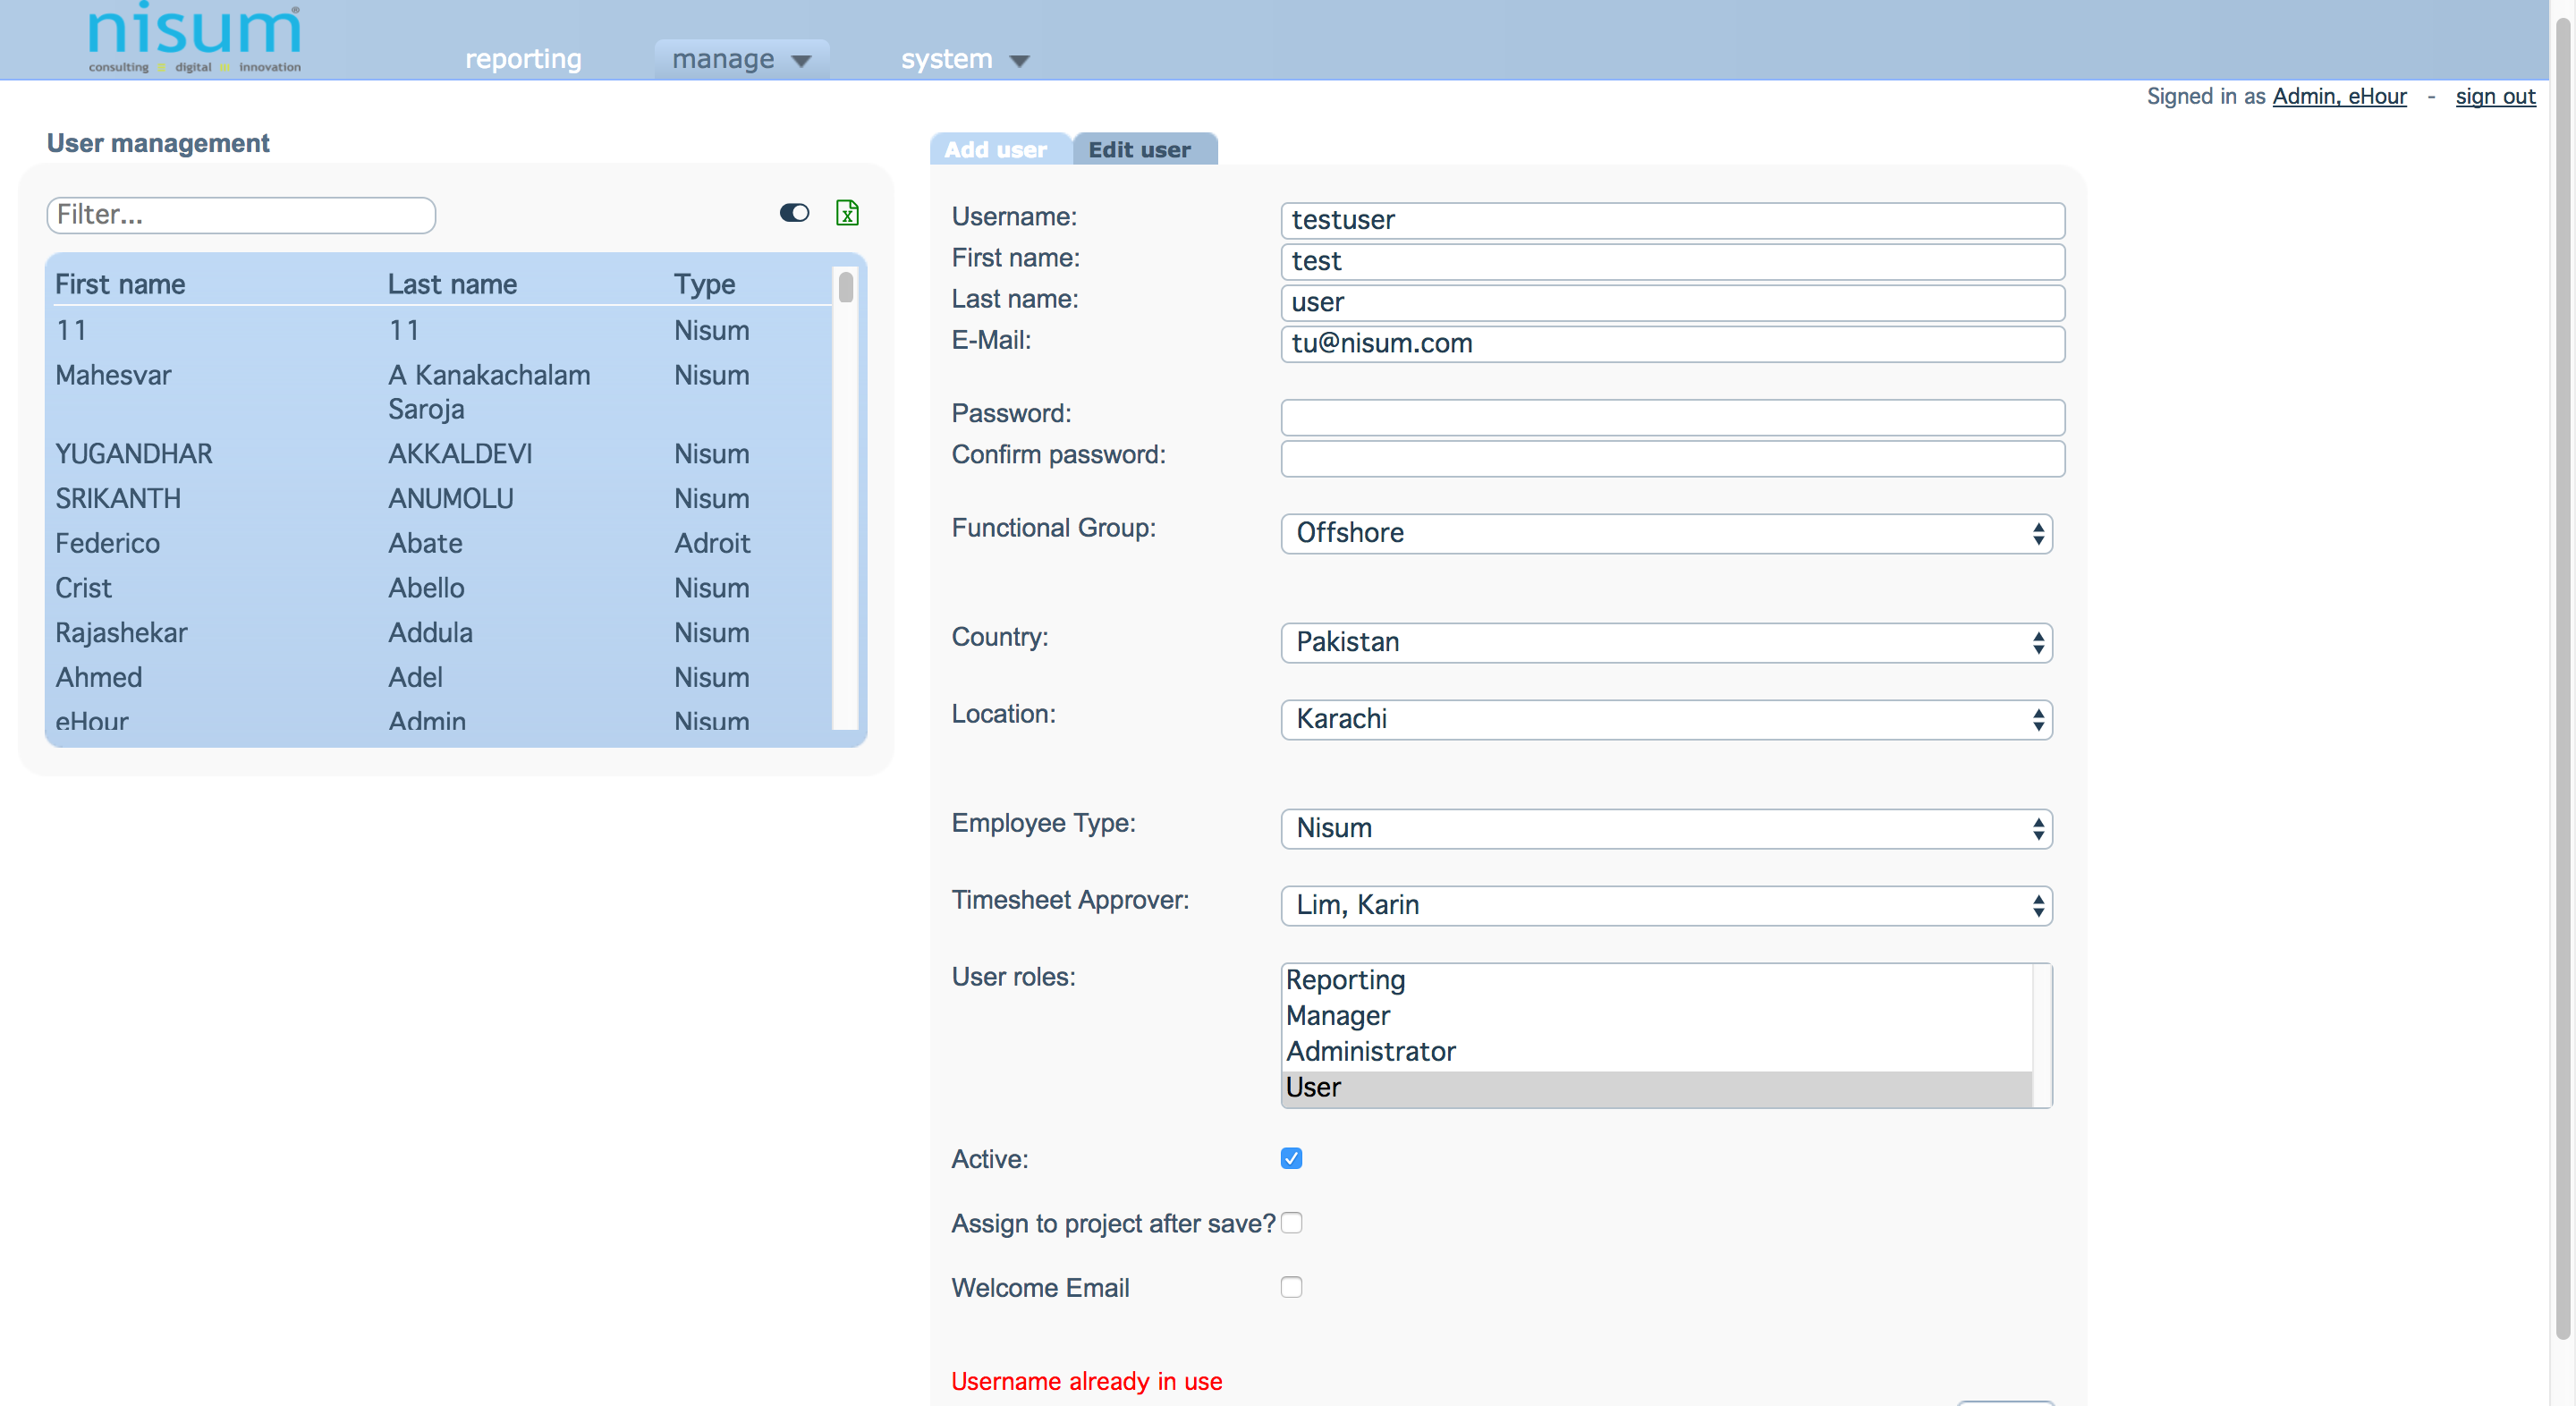 nisum®
consulting digital innovation
reporting
manage
system
Signed in as Admin, eHour - sign out
User management
Filter...
First name Last name Type
11 11 Nisum
Mahesvar A Kanakachalam Nisum
Saroja
YUGANDHAR AKKALDEVI Nisum
SRIKANTH ANUMOLU Nisum
Federico Abate Adroit
Crist Abello Nisum
Rajashekar Addula Nisum
Ahmed Adel Nisum
eHour Admin Nisum
Add user Edit user
Username: testuser
First name: test
Last name: user
E-Mail: tu@nisum.com
Password:
Confirm password:
Functional Group: Offshore
Country: Pakistan
Location: Karachi
Employee Type: Nisum
Timesheet Approver: Lim, Karin
User roles: Reporting
Manager
Administrator
User
Active:
Assign to project after save?
Welcome Email
Username already in use